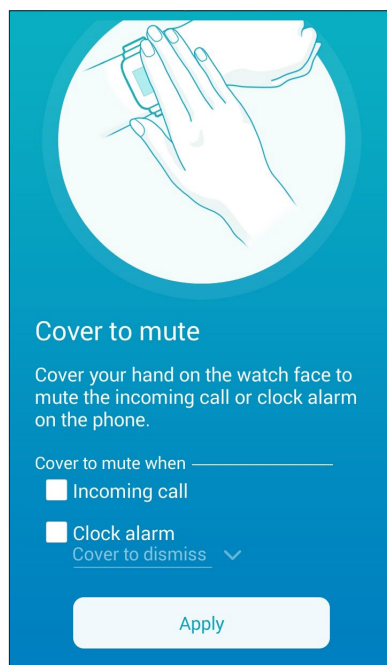 Cover to mute
Cover your hand on the watch face to
mute the incoming call or clock alarm
on the phone.
Cover to mute when
Incoming call
Clock alarm
Cover to dismiss
Apply